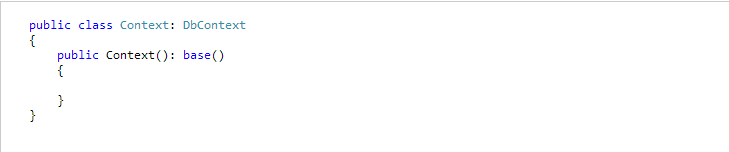 public class Context: DbContext
{
    public Context(): base()
    {

    }
}